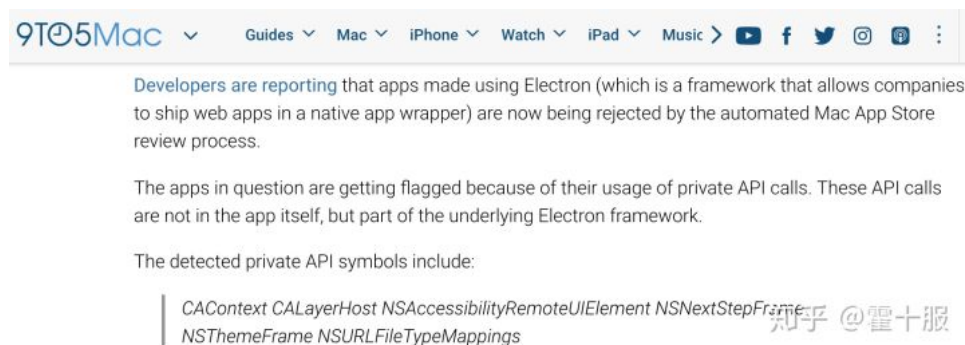 9TO5Mac Guides Mac iPhone Watch iPad Music
Developers are reporting that apps made using Electron (which is a framework that allows companies
to ship web apps in a native app wrapper) are now being rejected by the automated Mac App Store
review process.
The apps in question are getting flagged because of their usage of private API calls. These API calls
are not in the app itself, but part of the underlying Electron framework.
The detected private API symbols include:
CAContext CALayerHost NSAccessibilityRemoteUIElement NSNextStepFrame
NSThemeFrame NSURLFileTypeMappings
知乎 @霍十服